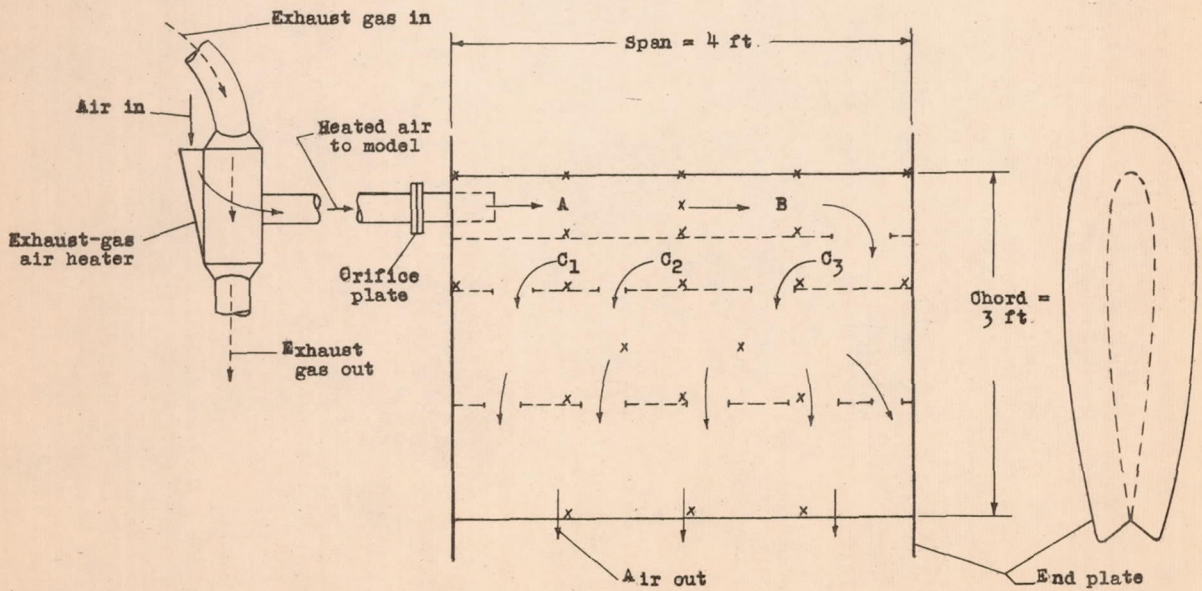 Exhaust gas in
Span = 4 ft.
Air in
Heated air
to model
A
x
B
Exhaust-gas
air heater
Orifice
plate
C1
C2
C3
Chord =
3 ft.
Exhaust
gas out
Air out
End plate